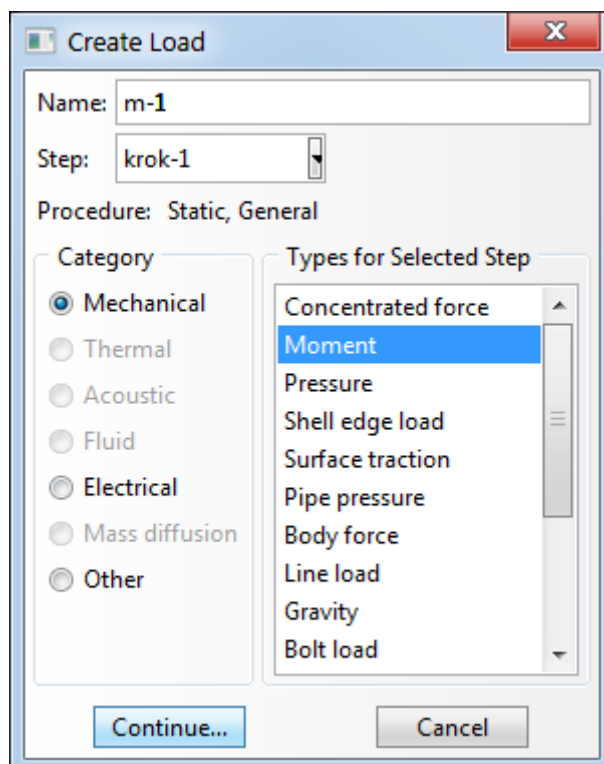 Create Load
Name: m-1
Step: krok-1
Procedure: Static, General
Category
Mechanical
Thermal
Acoustic
Fluid
Electrical
Mass diffusion
Other
Types for Selected Step
Concentrated force
Moment
Pressure
Shell edge load
Surface traction
Pipe pressure
Body force
Line load
Gravity
Bolt load
Continue...
Cancel